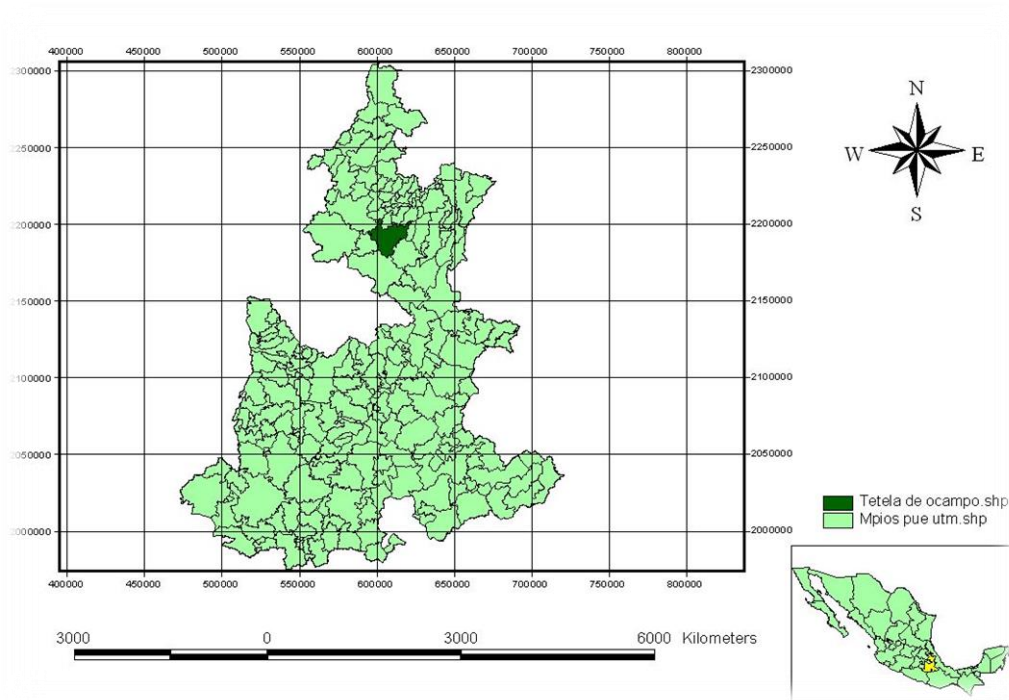 400000 450000 500000 550000 600000 650000 700000 750000 800000
2300000 2300000
2250000 2250000
2200000 2200000
2150000 2150000
2100000 2100000
2050000 2050000
2000000 2000000
400000 450000 500000 550000 600000 650000 700000 750000 800000
N
W E
S
Tetela de ocampo.shp
Mpios pue utm.shp
3000 0 3000 6000 Kilometers